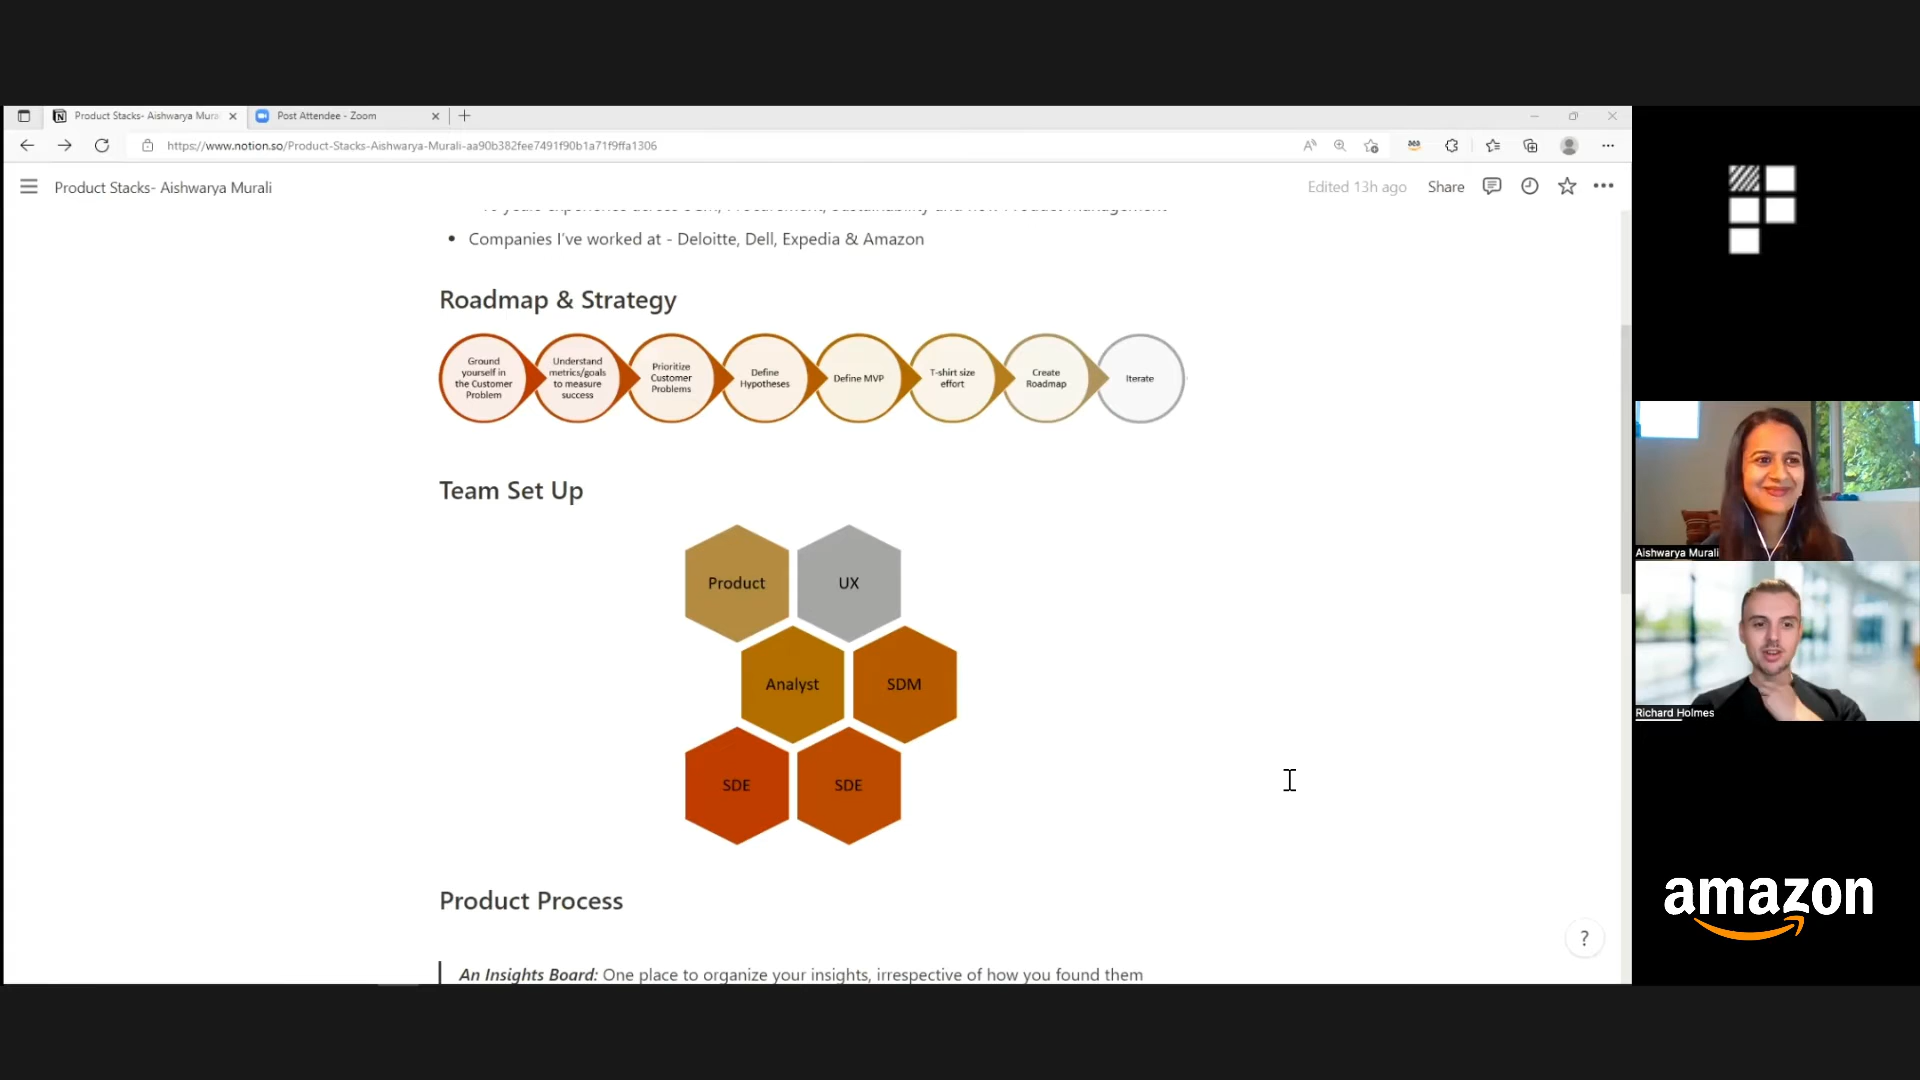 Product Stacks- Aishwarya Mura
Post Attendee - Zoom
https://www.notion.so/Product-Stacks-Aishwarya-Murali-aa90b382fee7491f90b1a71f9ffa1306
Product Stacks- Aishwarya Murali
Edited 13h ago
Share
Companies I've worked at - Deloitte, Dell, Expedia & Amazon
Roadmap & Strategy
Ground
yourself in
the Customer
Problem
Understand
metrics/goals
to measure
success
Prioritize
Customer
Problems
Define
Hypotheses
Define MVP
T-shirt size
effort
Create
Roadmap
Iterate
Team Set Up
Product
UX
Analyst
SDM
SDE
SDE
Product Process
An Insights Board: One place to organize your insights, irrespective of how you found them
?
Aishwarya Murali
Richard Holmes
amazon